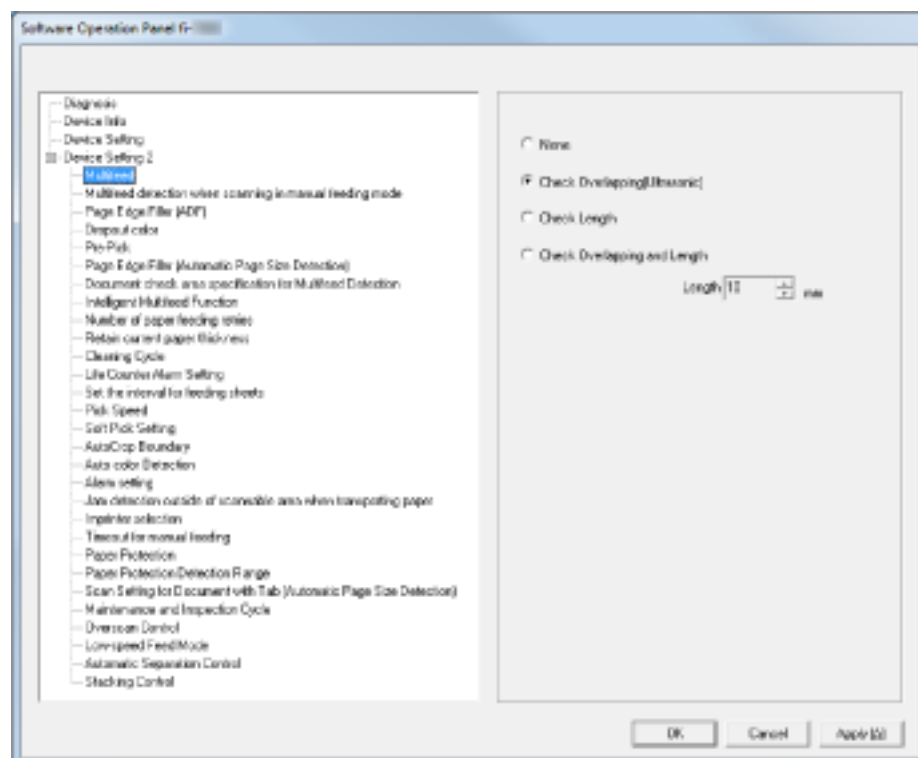 Software Operation Panel fi-
Diagnosis
Device Info
Device Setting
Device Setting 2
Multifeed
Multifeed detection when scanning in manual feeding mode
Page Edge Filler (ADF)
Dropout color
Pre-Pick
Page Edge Filler (Automatic Page Size Detection)
Document check area specification for Multifeed Detection
Intelligent Multifeed Function
Number of paper feeding retries
Retain current paper thickness
Cleaning Cycle
Life Counter Alarm Setting
Set the interval for feeding sheets
Pick Speed
Soft Pick Setting
AutoCrop Boundary
Auto color Detection
Alarm setting
Jam detection outside of scannable area when transporting paper
Imprinter selection
Timeout for manual feeding
Paper Protection
Paper Protection Detection Range
Scan Setting for Document with Tab (Automatic Page Size Detection)
Maintenance and Inspection Cycle
Overscan Control
Low-speed Feed Mode
Automatic Separation Control
Stacking Control
None
Check Overlapping(Ultrasonic)
Check Length
Check Overlapping and Length
Length 10 mm
OK Cancel Apply (A)